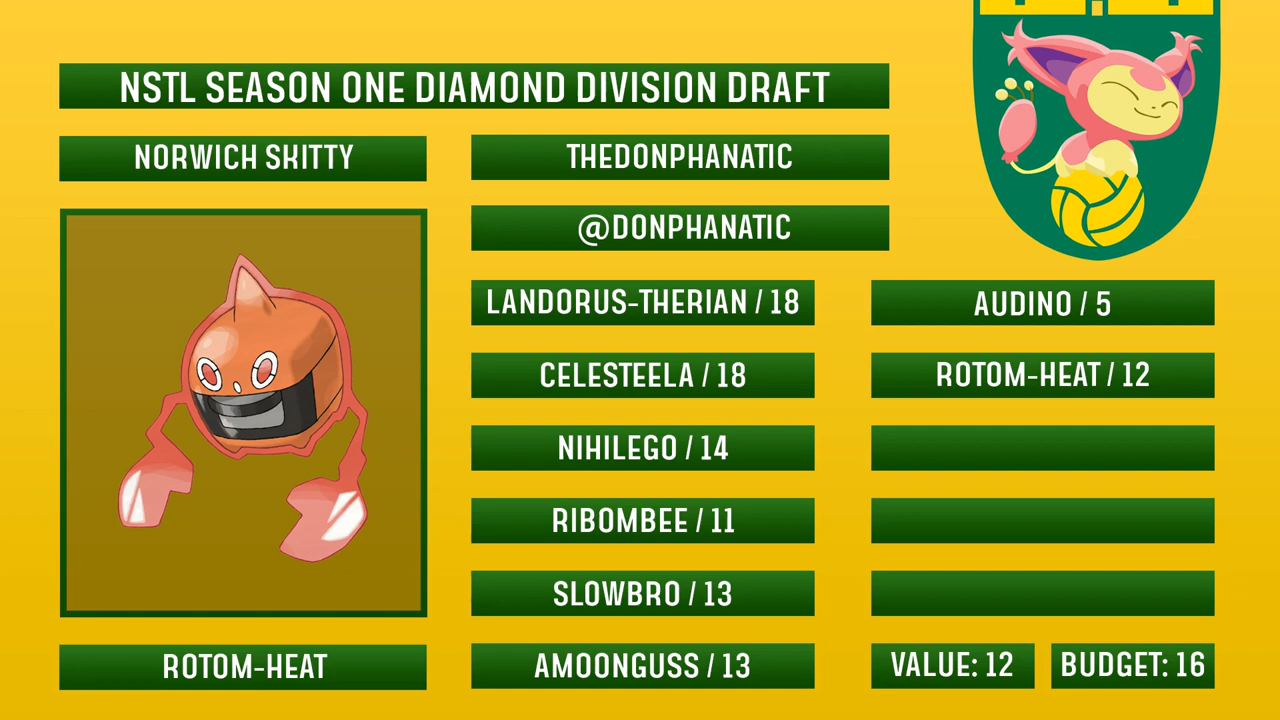 NSTL SEASON ONE DIAMOND DIVISION DRAFT
NORWICH SKITTY
THEDONPHANATIC
@DONPHANATIC
LANDORUS-THERIAN / 18
CELESTEELA / 18
NIHILEGO / 14
RIBOMBEE / 11
SLOWBRO / 13
AMOONGUSS / 13
AUDINO / 5
ROTOM-HEAT / 12
VALUE: 12
BUDGET: 16
ROTOM-HEAT